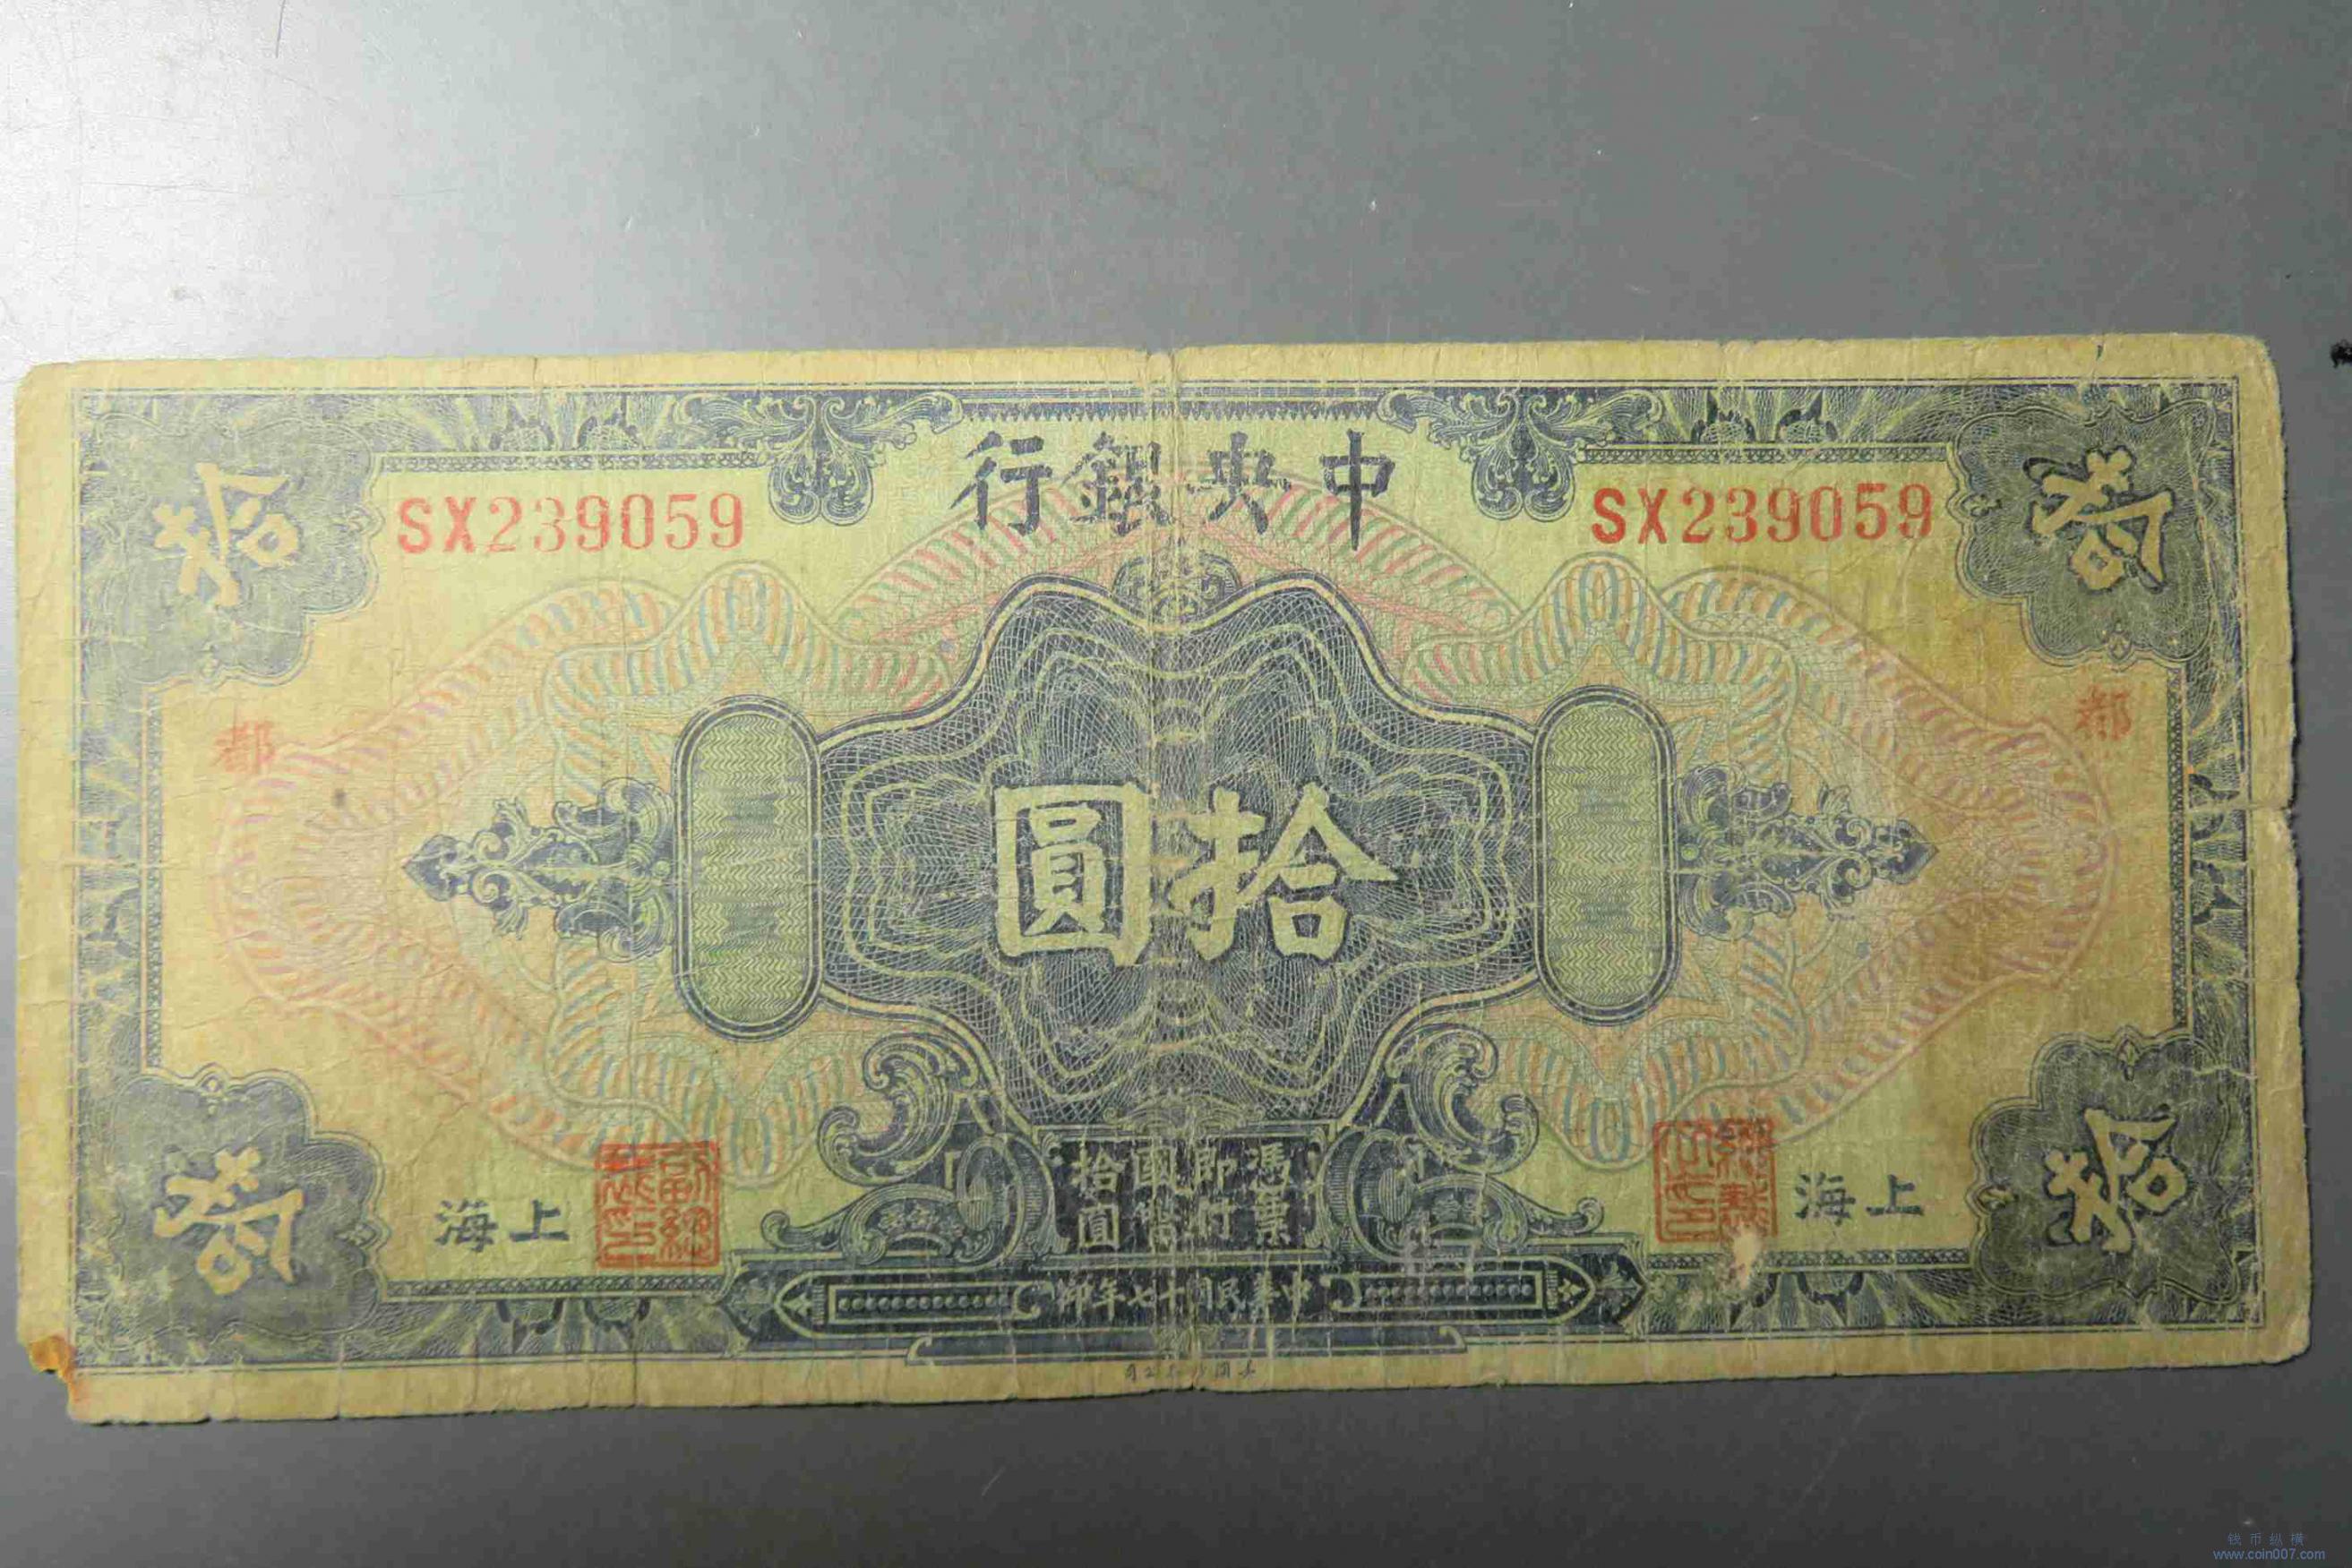 中央銀行
拾
SX239059
SX239059
拾
都
都
拾圓
憑票
即付
國幣
拾圓
上海
上海
拾
拾
中華民國十七年印
钱币纵横
www.coin007.com